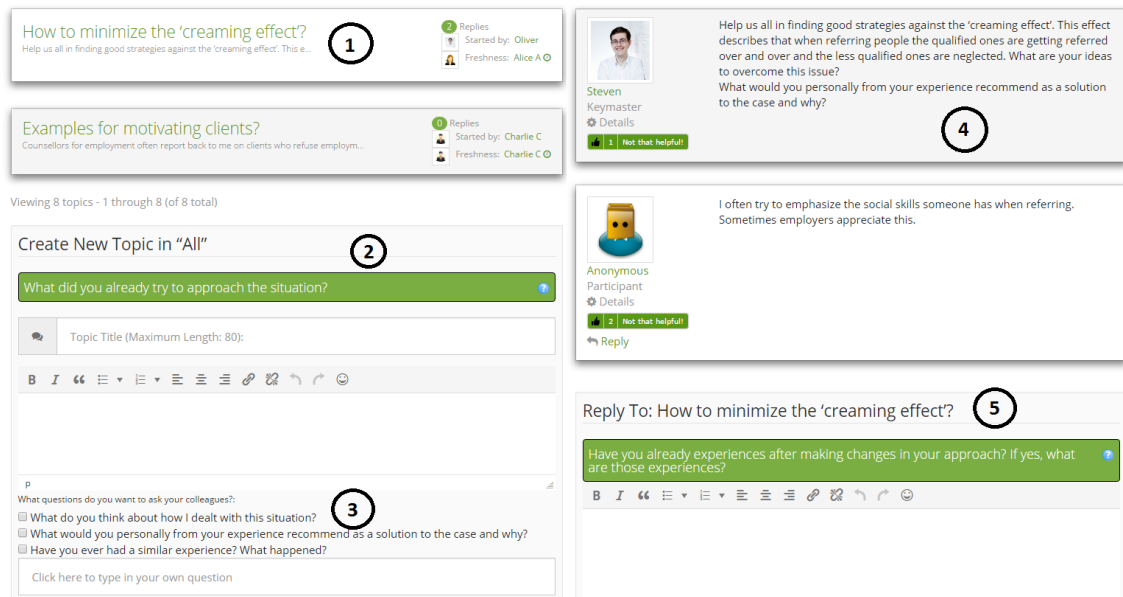 How to minimize the ‘creaming effect’?
Help us all in finding good strategies against the ‘creaming effect’. This e...
1
2 Replies
Started by: Oliver
Freshness: Alice A
Examples for motivating clients?
Counsellors for employment often report back to me on clients who refuse employm...
0 Replies
Started by: Charlie C
Freshness: Charlie C
Viewing 8 topics - 1 through 8 (of 8 total)
Create New Topic in “All”
2
What did you already try to approach the situation?
?
Topic Title (Maximum Length: 80):
B I “
p
What questions do you want to ask your colleagues?:
3
What do you think about how I dealt with this situation?
What would you personally from your experience recommend as a solution to the case and why?
Have you ever had a similar experience? What happened?
Click here to type in your own question
Steven
Keymaster
Details
1 Not that helpful!
Help us all in finding good strategies against the ‘creaming effect’. This effect
describes that when referring people the qualified ones are getting referred
over and over and the less qualified ones are neglected. What are your ideas
to overcome this issue?
What would you personally from your experience recommend as a solution
to the case and why?
4
Anonymous
Participant
Details
2 Not that helpful!
Reply
I often try to emphasize the social skills someone has when referring.
Sometimes employers appreciate this.
Reply To: How to minimize the ‘creaming effect’?
5
Have you already experiences after making changes in your approach? If yes, what
are those experiences?
?
B I “